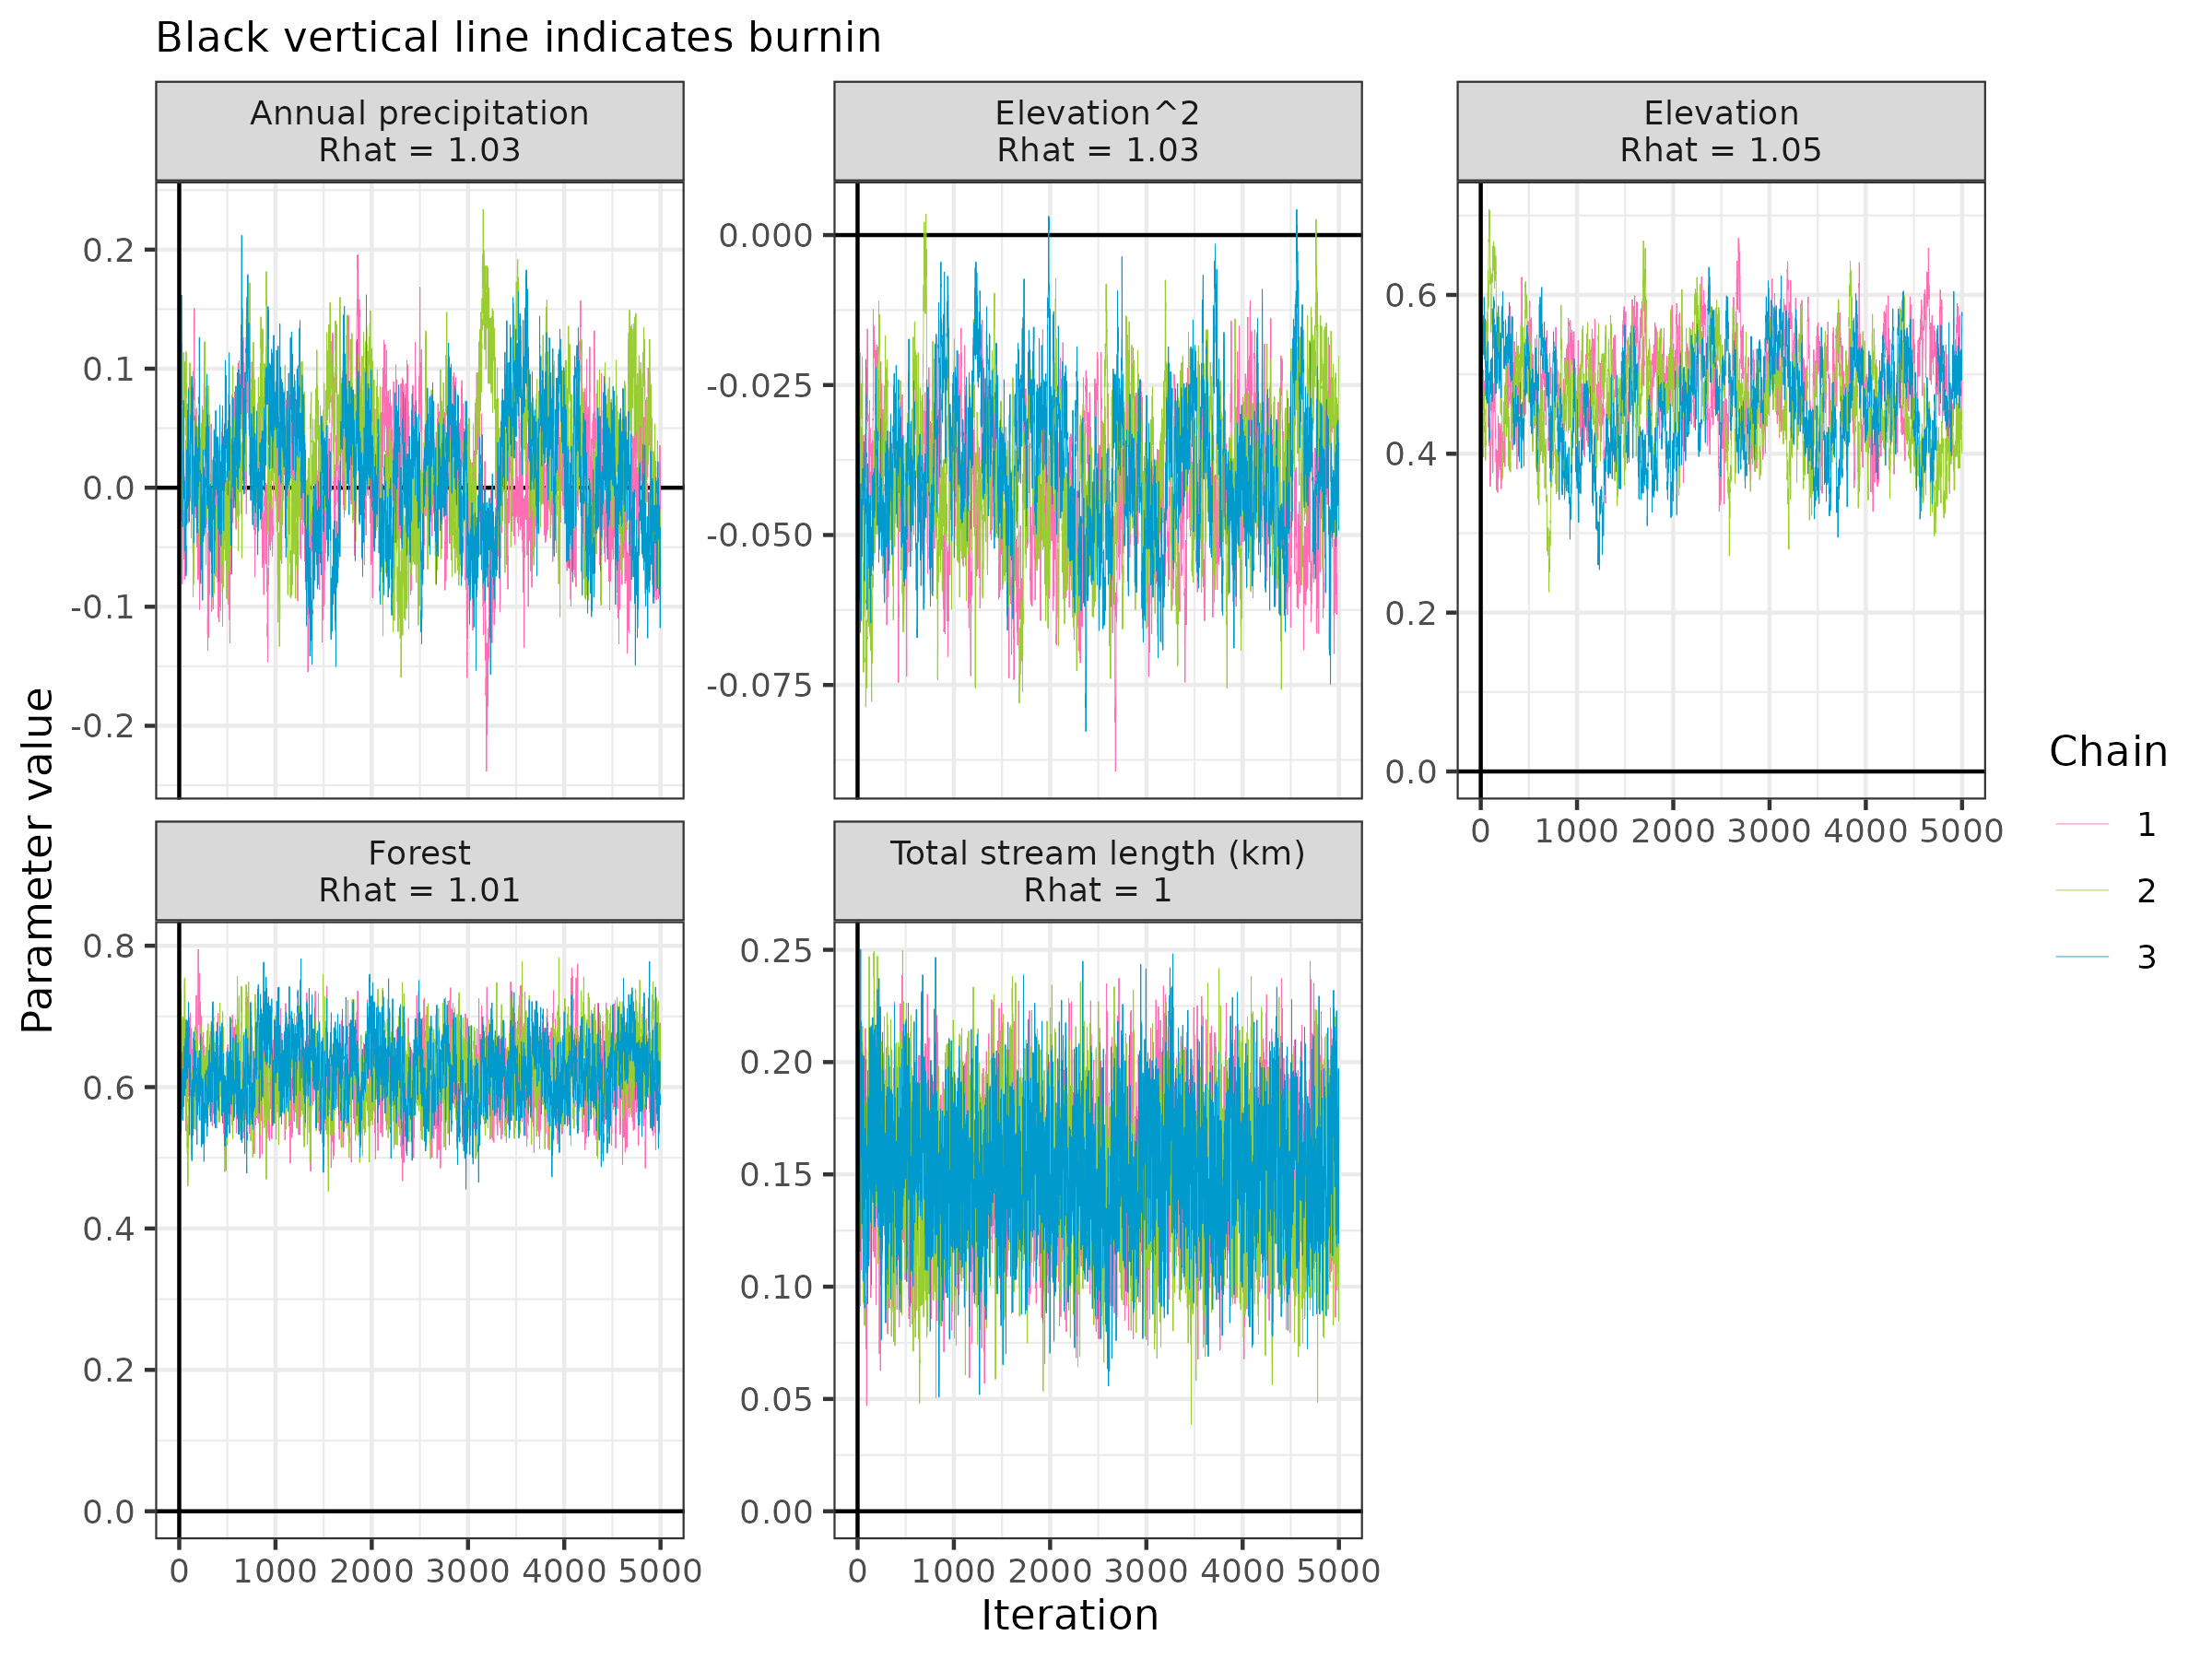 Black vertical line indicates burnin
Annual precipitation
Rhat = 1.03
Elevation^2
Rhat = 1.03
Elevation
Rhat = 1.05
0.2
0.1
0.0
-0.1
-0.2
0.000
-0.025
-0.050
-0.075
0.6
0.4
0.2
0.0
0 1000 2000 3000 4000 5000
Parameter value
Forest
Rhat = 1.01
Total stream length (km)
Rhat = 1
0.8
0.6
0.4
0.2
0.0
0.25
0.20
0.15
0.10
0.05
0.00
0 1000 2000 3000 4000 5000
0 1000 2000 3000 4000 5000
Iteration
Chain
1
2
3